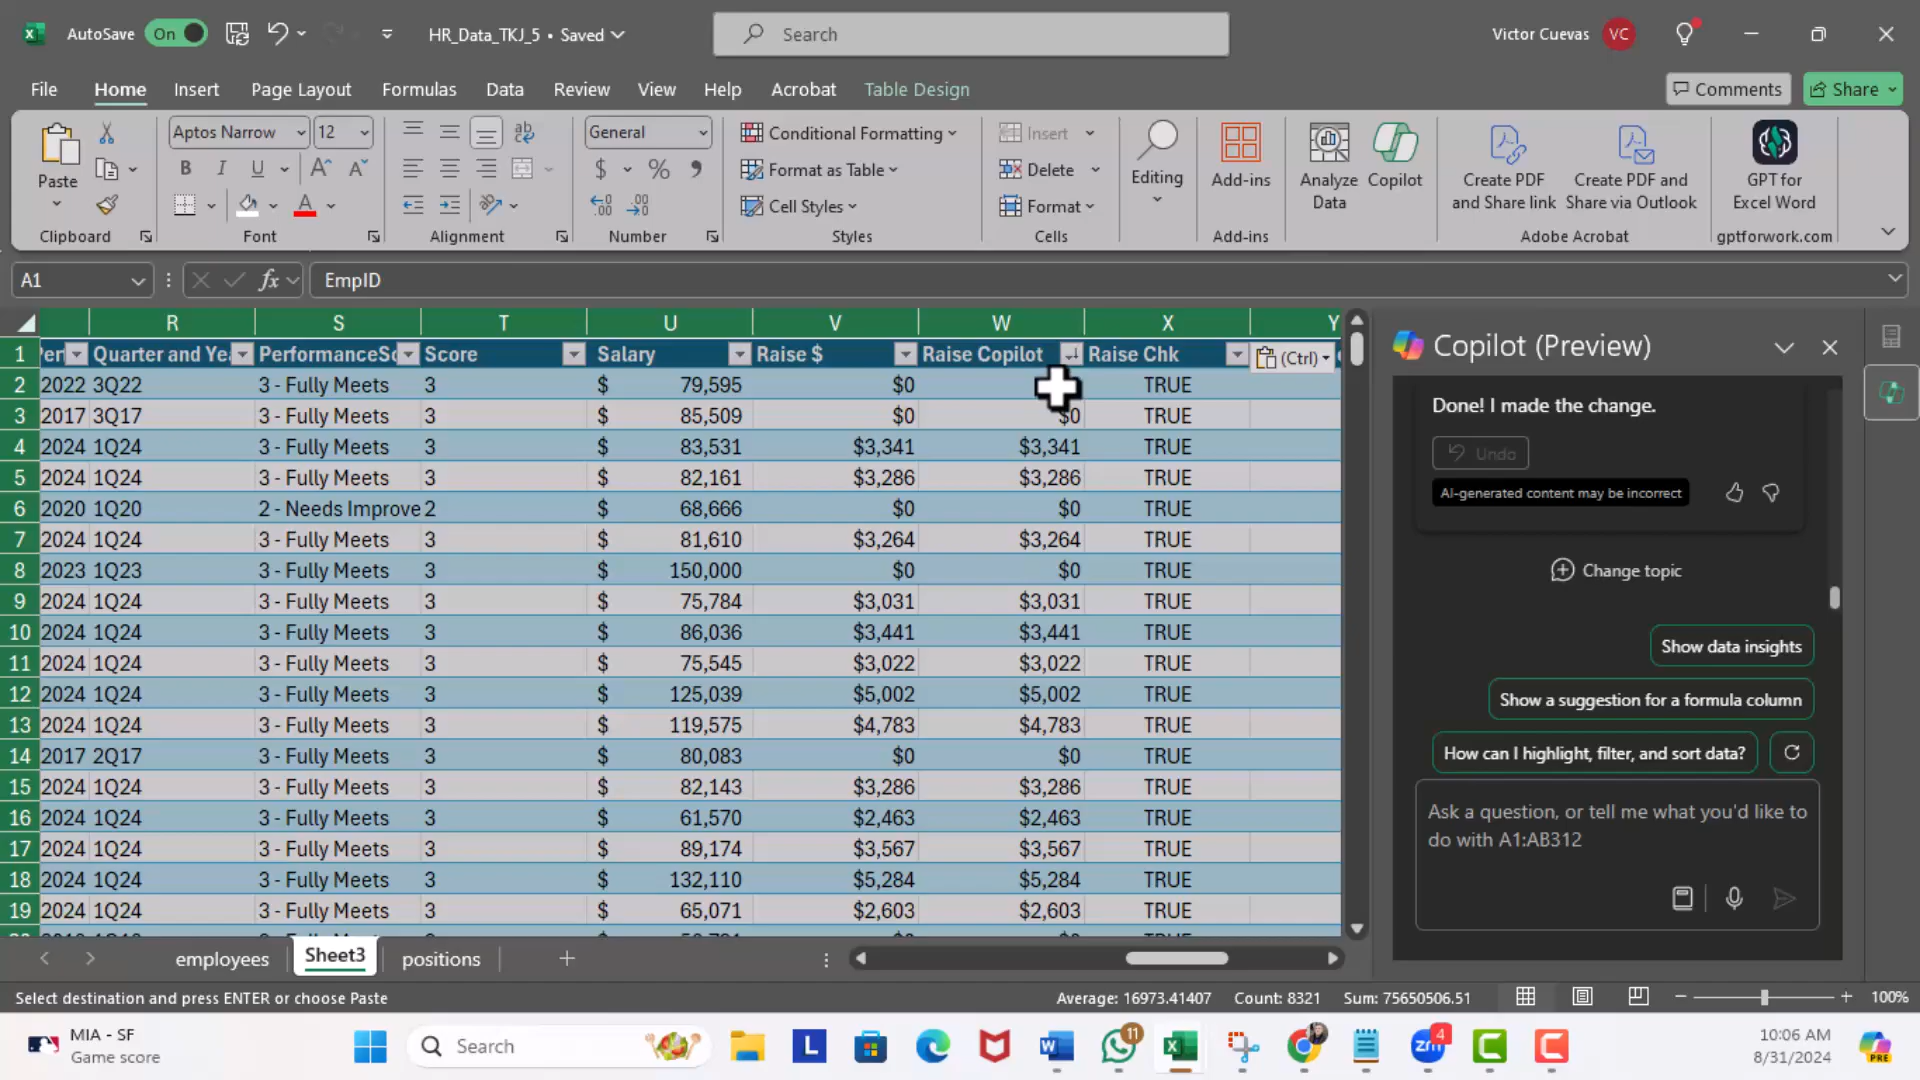 AutoSave On HR_Data_TKJ_5 • Saved Search Victor Cuevas VC
File Home Insert Page Layout Formulas Data Review View Help Acrobat Table Design Comments Share
Paste
Aptos Narrow 12
B I U A A A
ab
General
$ % 9
Conditional Formatting
Format as Table
Cell Styles
Insert
Delete
Format
Editing
Add-ins
Analyze
Data
Copilot
Create PDF
and Share link
Create PDF and
Share via Outlook
GPT for
Excel Word
Clipboard Font Alignment Number Styles Cells Add-ins Adobe Acrobat gptforwork.com
A1 fx EmpID
R S T U V W X Y
1 Quarter and Ye PerformanceSc Score Salary Raise $ Raise Copilot Raise Chk (Ctrl)
2 2022 3Q22 3 - Fully Meets 3 $ 79,595 $0 TRUE
3 2017 3Q17 3 - Fully Meets 3 $ 85,509 $0 $0 TRUE
4 2024 1Q24 3 - Fully Meets 3 $ 83,531 $3,341 $3,341 TRUE
5 2024 1Q24 3 - Fully Meets 3 $ 82,161 $3,286 $3,286 TRUE
6 2020 1Q20 2 - Needs Improve 2 $ 68,666 $0 $0 TRUE
7 2024 1Q24 3 - Fully Meets 3 $ 81,610 $3,264 $3,264 TRUE
8 2023 1Q23 3 - Fully Meets 3 $ 150,000 $0 $0 TRUE
9 2024 1Q24 3 - Fully Meets 3 $ 75,784 $3,031 $3,031 TRUE
10 2024 1Q24 3 - Fully Meets 3 $ 86,036 $3,441 $3,441 TRUE
11 2024 1Q24 3 - Fully Meets 3 $ 75,545 $3,022 $3,022 TRUE
12 2024 1Q24 3 - Fully Meets 3 $ 125,039 $5,002 $5,002 TRUE
13 2024 1Q24 3 - Fully Meets 3 $ 119,575 $4,783 $4,783 TRUE
14 2017 2Q17 3 - Fully Meets 3 $ 80,083 $0 $0 TRUE
15 2024 1Q24 3 - Fully Meets 3 $ 82,143 $3,286 $3,286 TRUE
16 2024 1Q24 3 - Fully Meets 3 $ 61,570 $2,463 $2,463 TRUE
17 2024 1Q24 3 - Fully Meets 3 $ 89,174 $3,567 $3,567 TRUE
18 2024 1Q24 3 - Fully Meets 3 $ 132,110 $5,284 $5,284 TRUE
19 2024 1Q24 3 - Fully Meets 3 $ 65,071 $2,603 $2,603 TRUE
Copilot (Preview)
Done! I made the change.
Undo
AI-generated content may be incorrect
Change topic
Show data insights
Show a suggestion for a formula column
How can I highlight, filter, and sort data?
Ask a question, or tell me what you'd like to
do with A1:AB312
employees Sheet3 positions
Select destination and press ENTER or choose Paste Average: 16973.41407 Count: 8321 Sum: 75650506.51 100%
MIA - SF
Game score
Search
L
W
11
zm
4
10:06 AM
8/31/2024
PRE